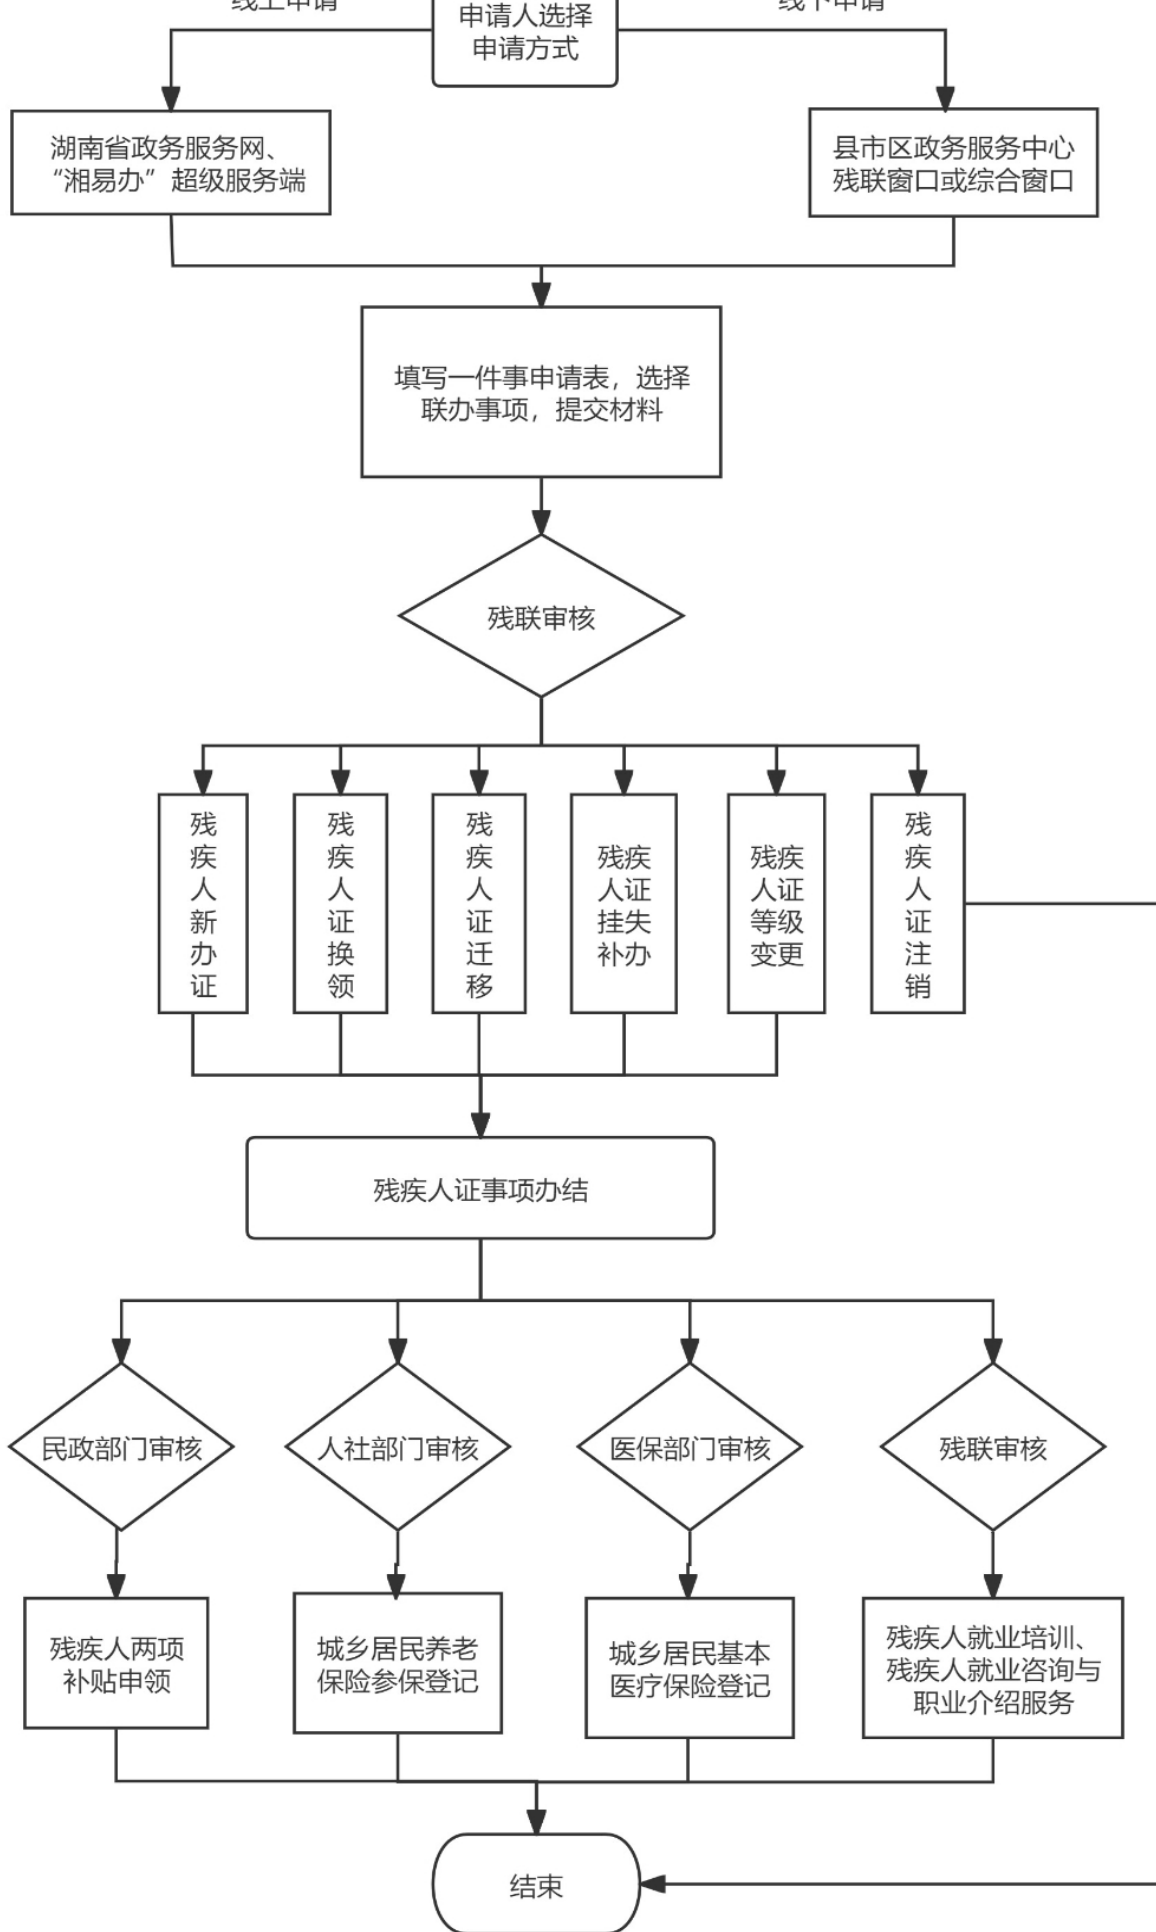 线上申请
申请人选择
申请方式
线下申请
湖南省政务服务网、
“湘易办”超级服务端
县市区政务服务中心
残联窗口或综合窗口
填写一件事申请表，选择
联办事项，提交材料
残联审核
残疾人新办证
残疾人证换领
残疾人证迁移
残疾
人证
挂失
补办
残疾
人证
等级
变更
残疾人证注销
残疾人证事项办结
民政部门审核
人社部门审核
医保部门审核
残联审核
残疾人两项
补贴申领
城乡居民养老
保险参保登记
城乡居民基本
医疗保险登记
残疾人就业培训、
残疾人就业咨询与
职业介绍服务
结束